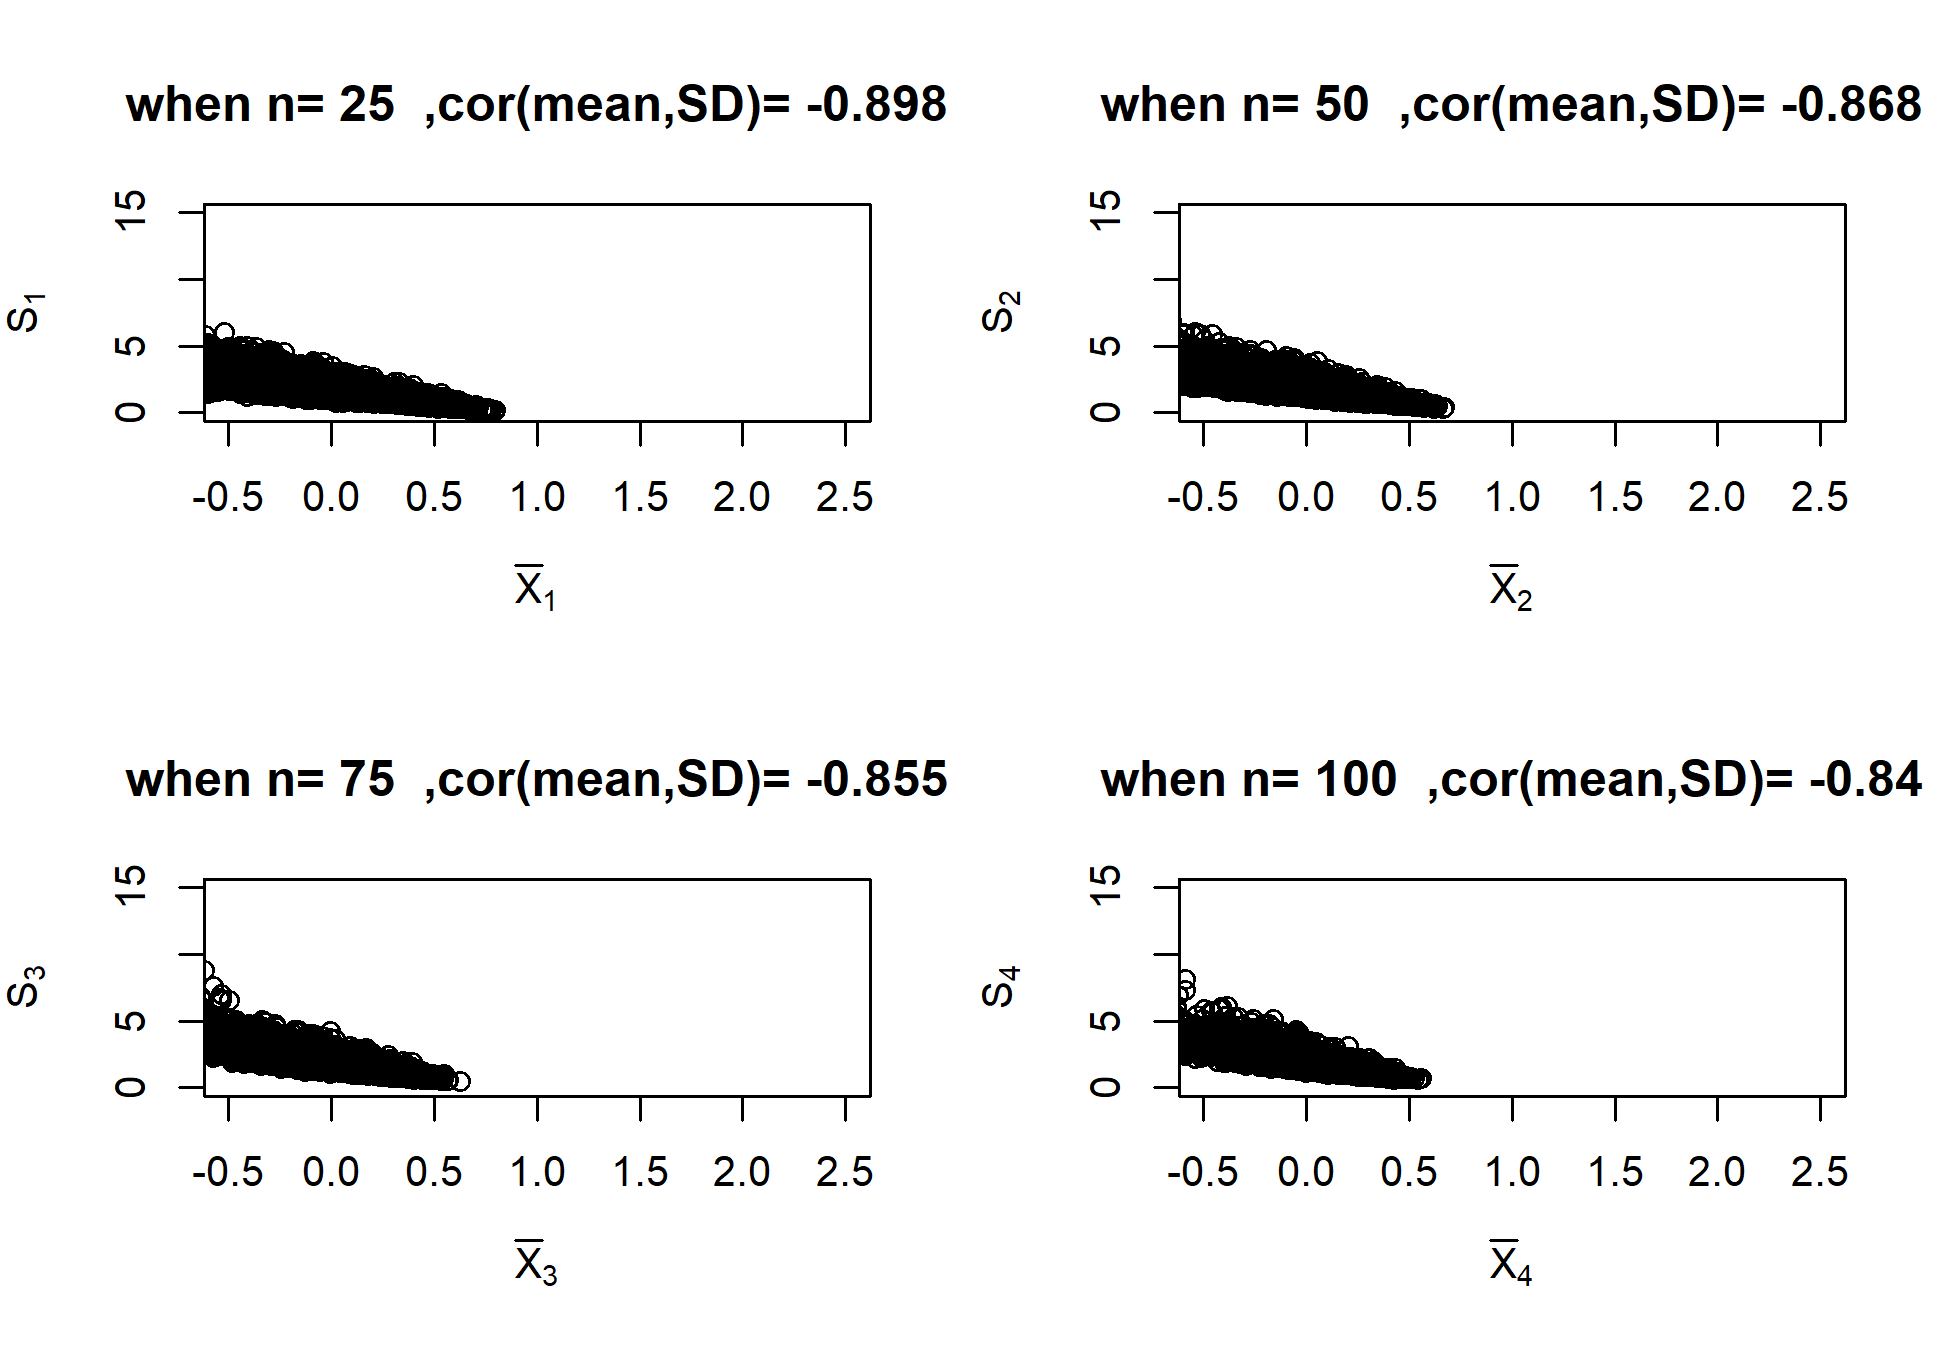 when n= 25 ,cor(mean,SD)= -0.898
S1
15
5
0
-0.5 0.0 0.5 1.0 1.5 2.0 2.5
X̅1
when n= 50 ,cor(mean,SD)= -0.868
S2
15
5
0
-0.5 0.0 0.5 1.0 1.5 2.0 2.5
X̅2
when n= 75 ,cor(mean,SD)= -0.855
S3
15
5
0
-0.5 0.0 0.5 1.0 1.5 2.0 2.5
X̅3
when n= 100 ,cor(mean,SD)= -0.84
S4
15
5
0
-0.5 0.0 0.5 1.0 1.5 2.0 2.5
X̅4